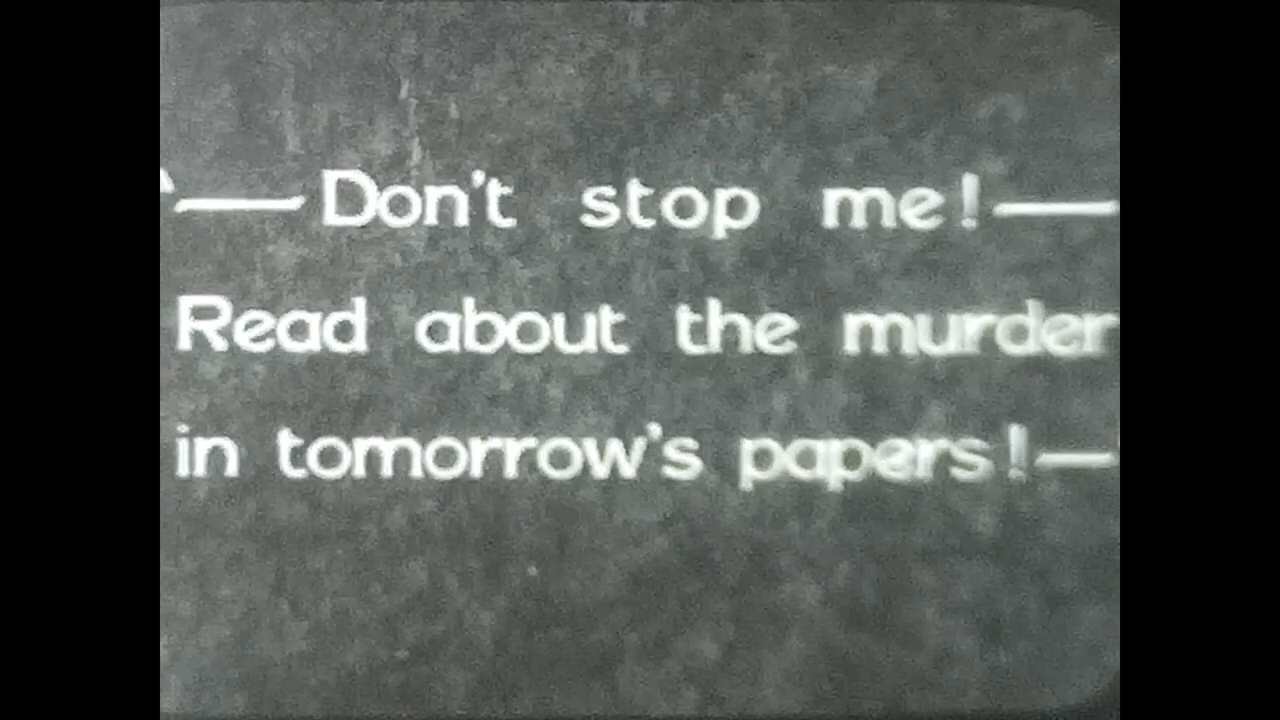 — Don't stop me! —
Read about the murder
in tomorrow's papers! —